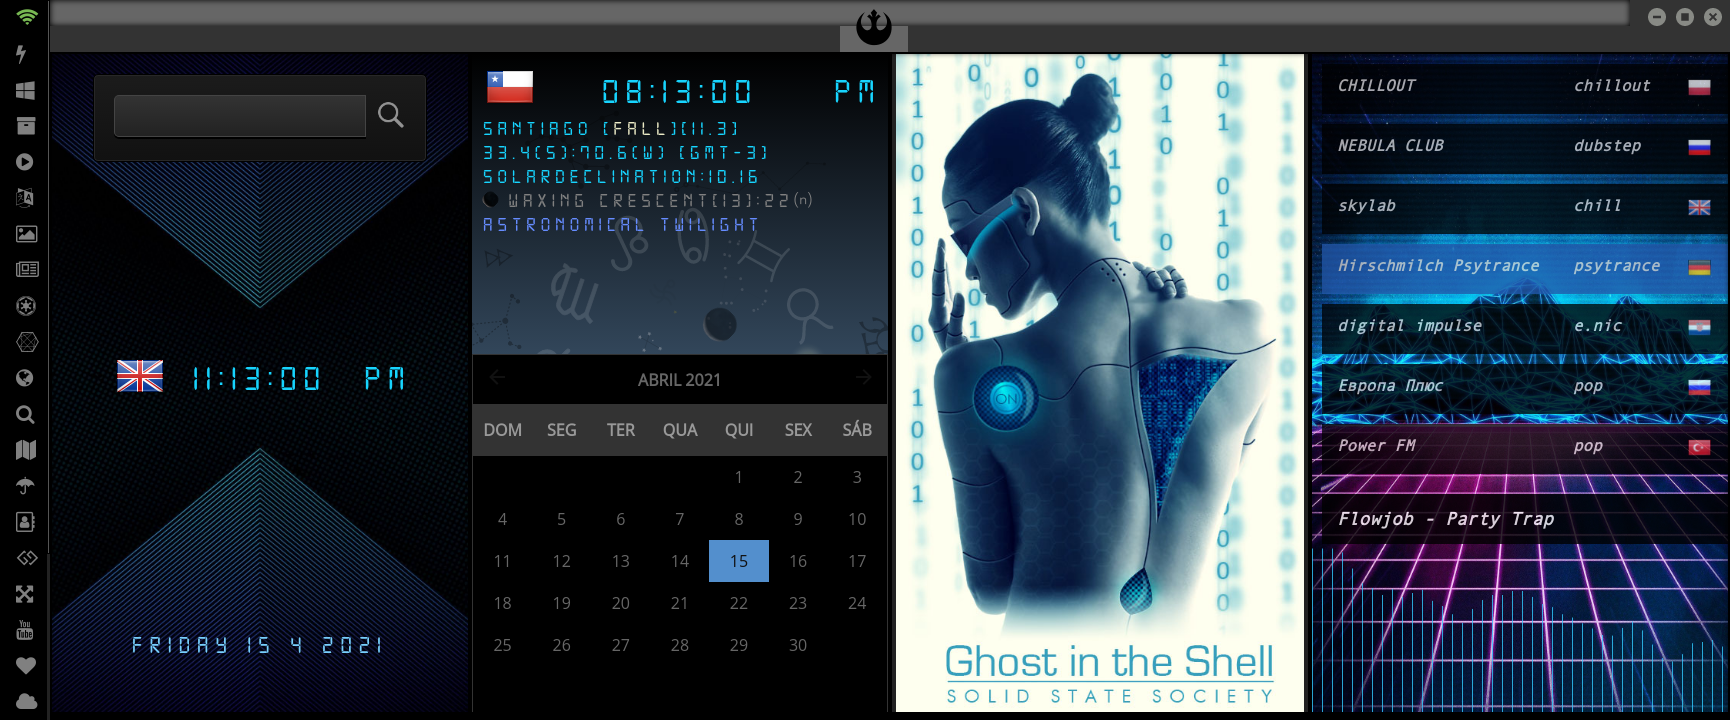 11:13:00 PM
FRIDAY 15 4 2021
08:13:00 PM
SANTIAGO [FALL][11.3]
33.4(S):70.6(W) [GMT-3]
SOLARDECLINATION:10.16
WAXING CRESCENT[13]:22(n)
ASTRONOMICAL TWILIGHT
ABRIL 2021
DOM SEG TER QUA QUI SEX SÁB
1 2 3
4 5 6 7 8 9 10
11 12 13 14 15 16 17
18 19 20 21 22 23 24
25 26 27 28 29 30
ON
Ghost in the Shell
SOLID STATE SOCIETY
CHILLOUT chillout
NEBULA CLUB dubstep
skylab chill
Hirschmilch Psytrance psytrance
digital impulse e.nic
Европа Плюс pop
Power FM pop
Flowjob - Party Trap
You
Tube